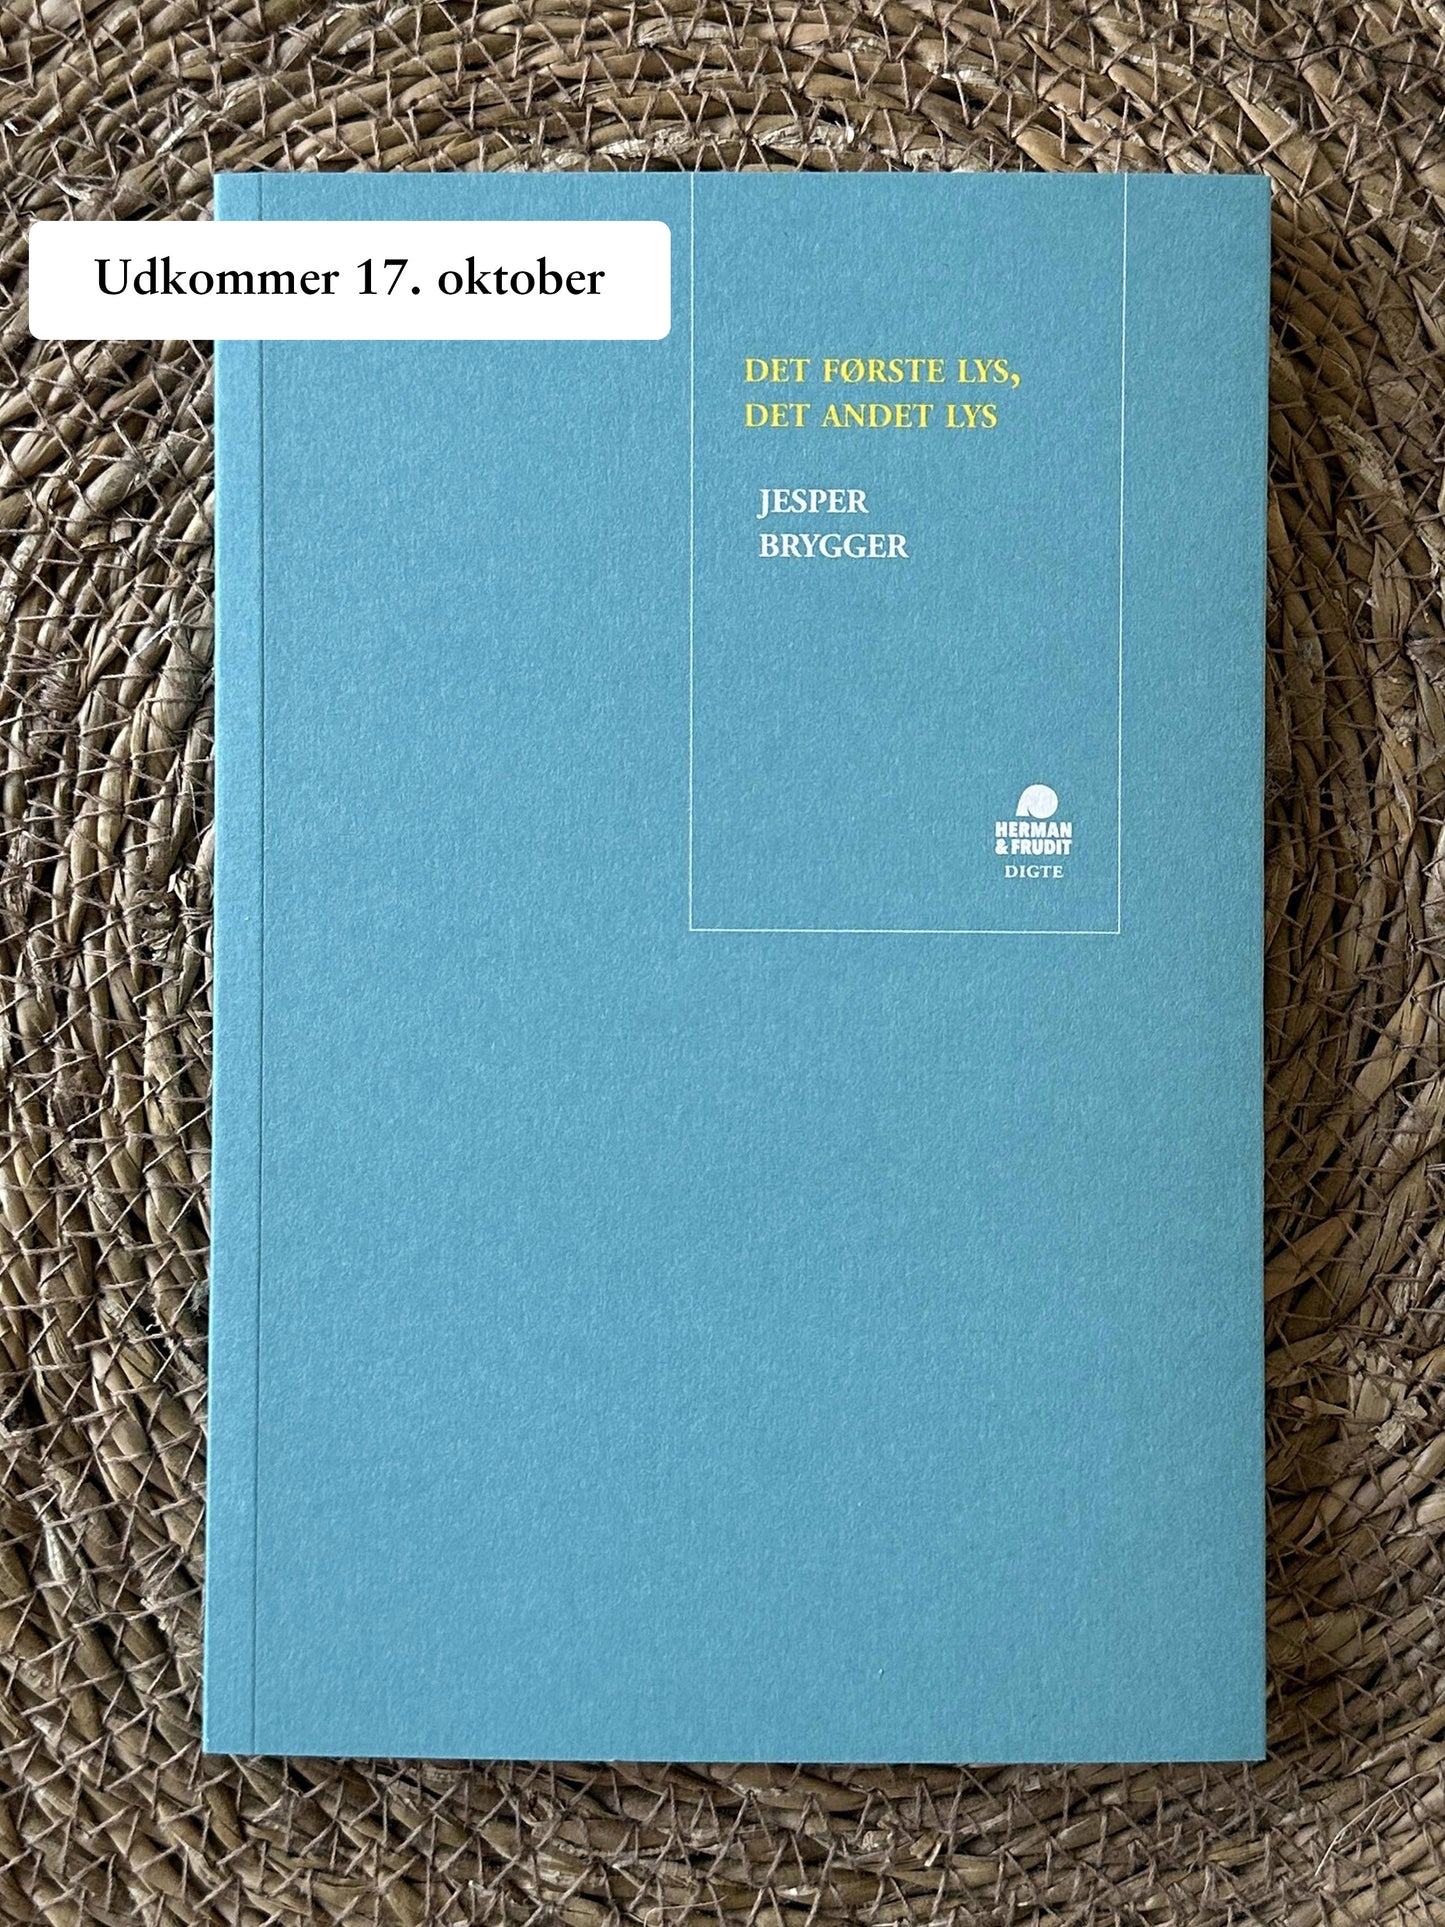 Udkommer 17. oktober
DET FØRSTE LYS,
DET ANDET LYS
JESPER
BRYGGER
HERMAN
& FRUDIT
DIGTE